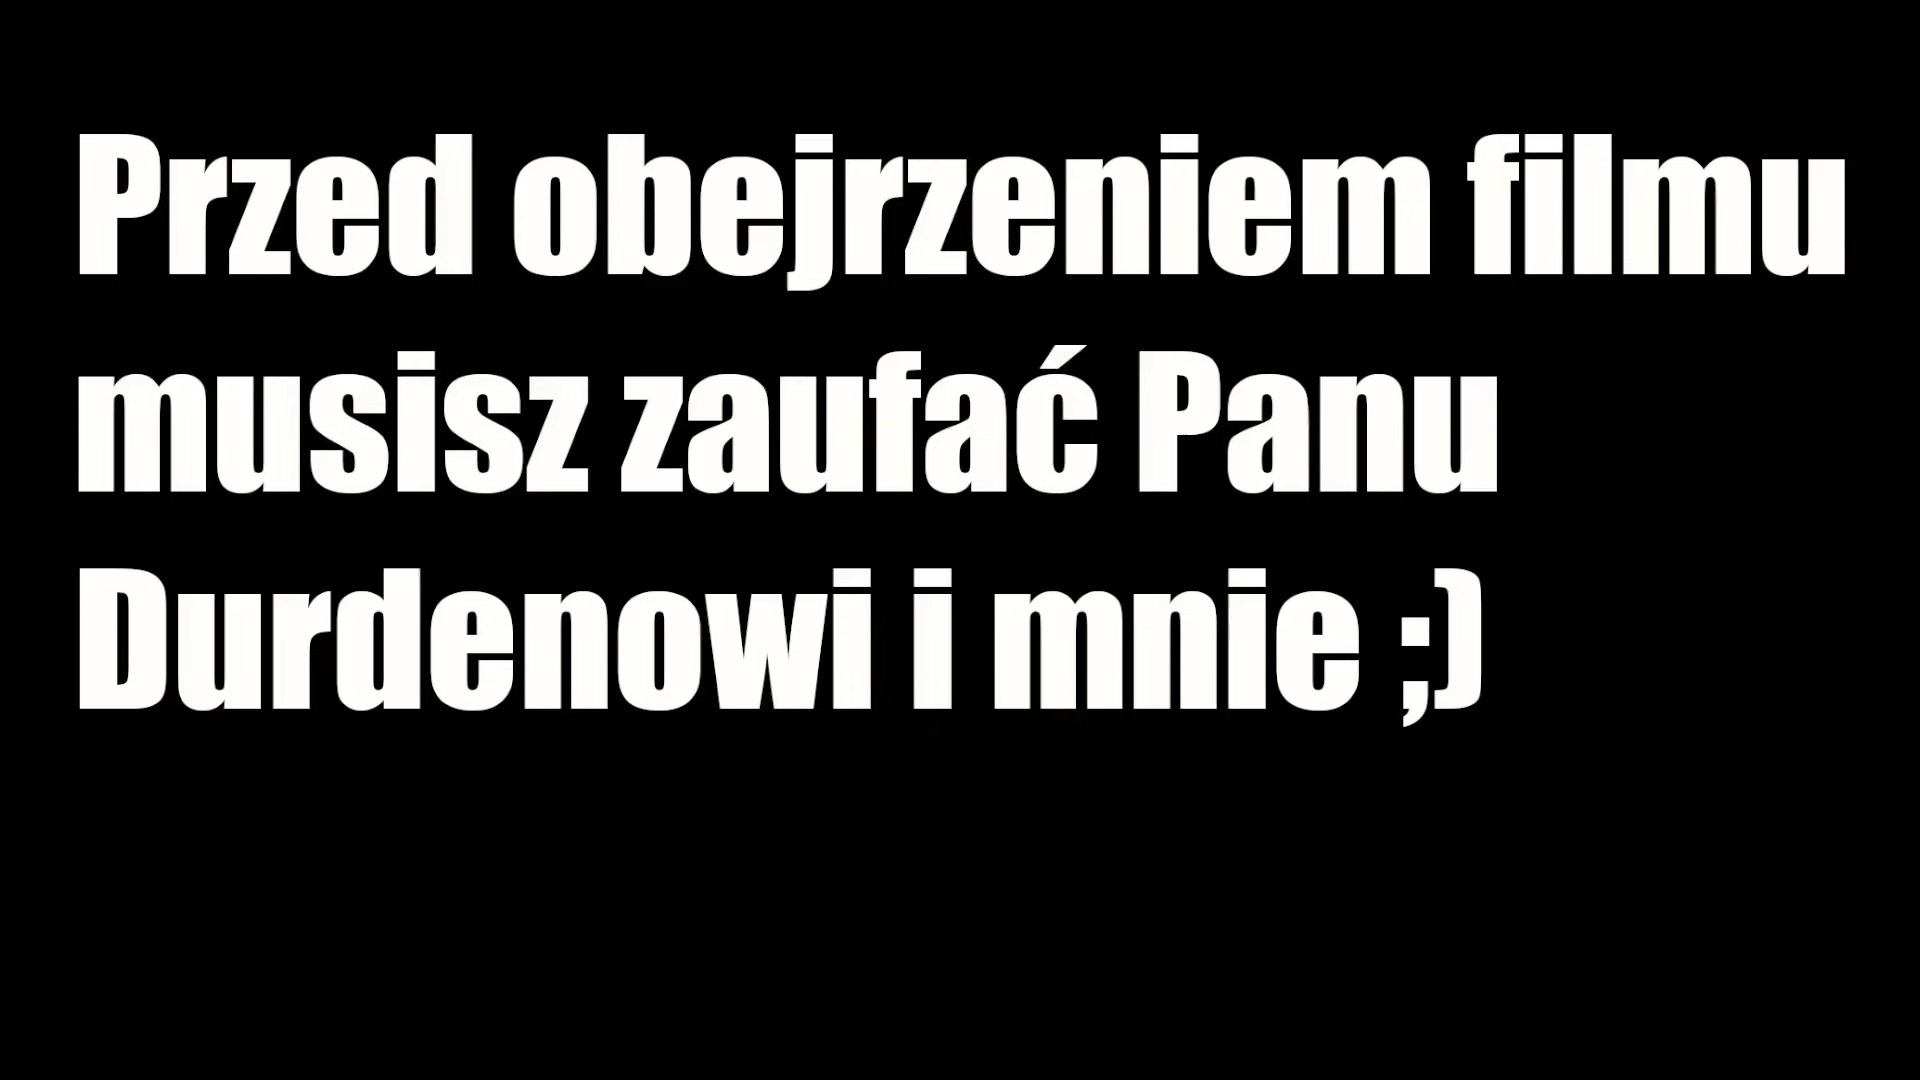 Przed obejrzeniem filmu
musisz zaufać Panu
Durdenowi i mnie ;)